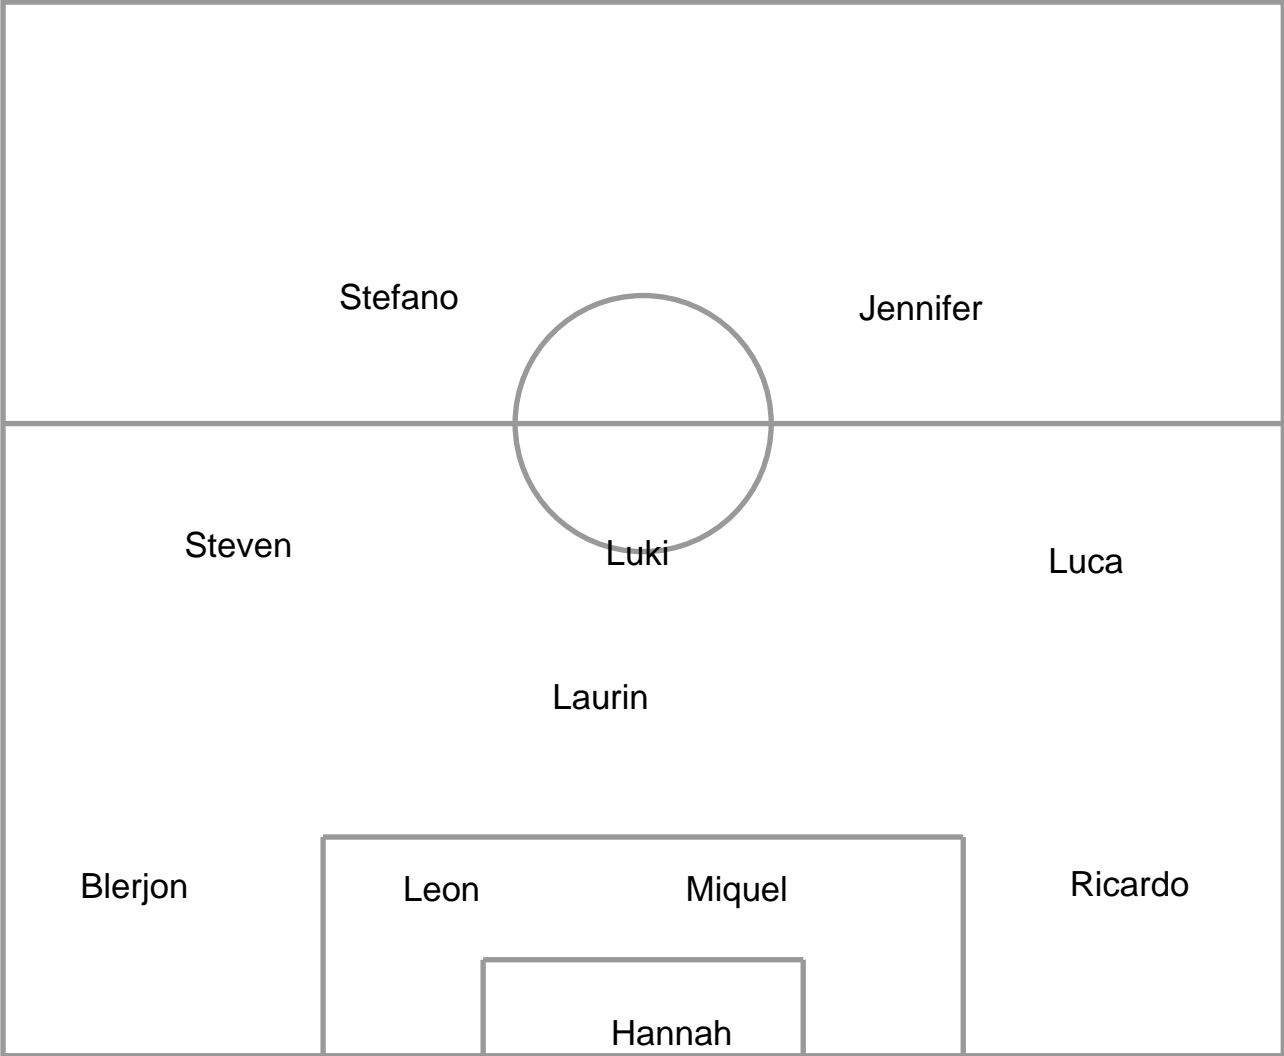 Stefano
Jennifer
Steven
Luki
Luca
Laurin
Blerjon
Leon
Miquel
Ricardo
Hannah